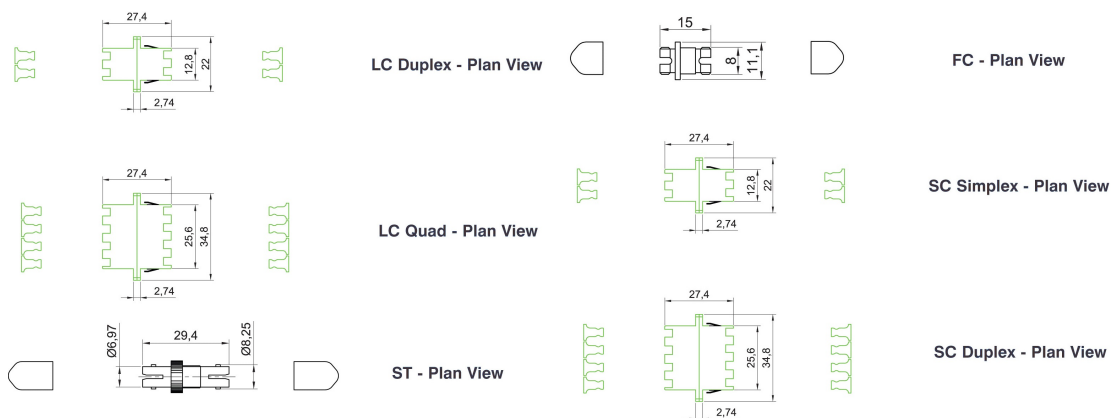 27,4
12,8
22
2,74
LC Duplex - Plan View
27,4
25,6
34,8
2,74
LC Quad - Plan View
Ø6,97
29,4
Ø8,25
ST - Plan View
15
8
11,1
FC - Plan View
27,4
12,8
22
2,74
SC Simplex - Plan View
27,4
25,6
34,8
2,74
SC Duplex - Plan View